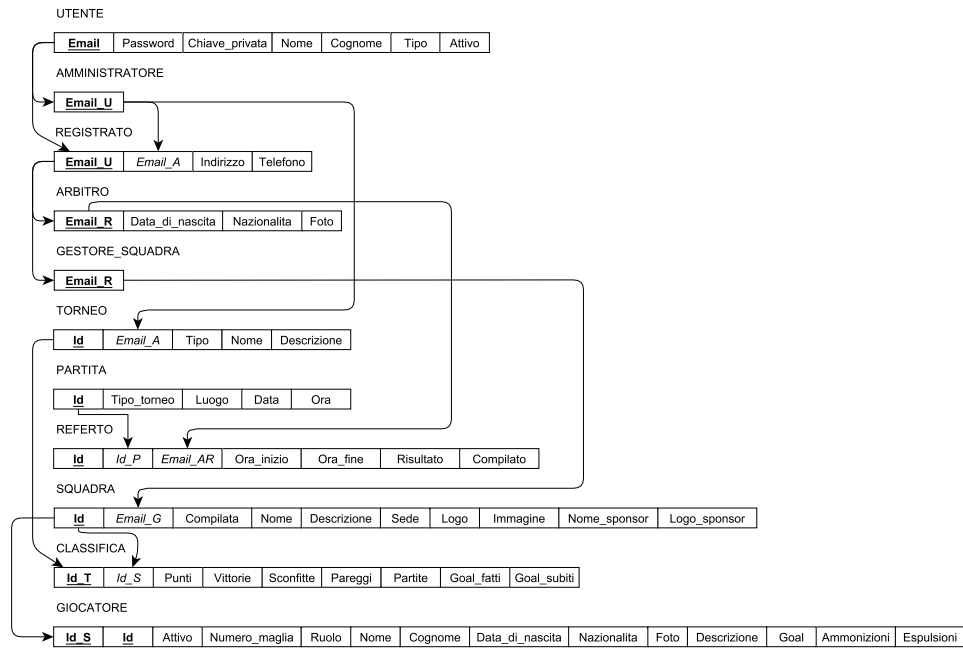 UTENTE
Email Password Chiave_privata Nome Cognome Tipo Attivo
AMMINISTRATORE
Email_U
REGISTRATO
Email_U Email_A Indirizzo Telefono
ARBITRO
Email_R Data_di_nascita Nazionalita Foto
GESTORE_SQUADRA
Email_R
TORNEO
Id Email_A Tipo Nome Descrizione
PARTITA
Id Tipo_torneo Luogo Data Ora
REFERTO
Id Id_P Email_AR Ora_inizio Ora_fine Risultato Compilato
SQUADRA
Id Email_G Compilata Nome Descrizione Sede Logo Immagine Nome_sponsor Logo_sponsor
CLASSIFICA
Id_T Id_S Punti Vittorie Sconfitte Pareggi Partite Goal_fatti Goal_subiti
GIOCATORE
Id_S Id Attivo Numero_maglia Ruolo Nome Cognome Data_di_nascita Nazionalita Foto Descrizione Goal Ammonizioni Espulsioni